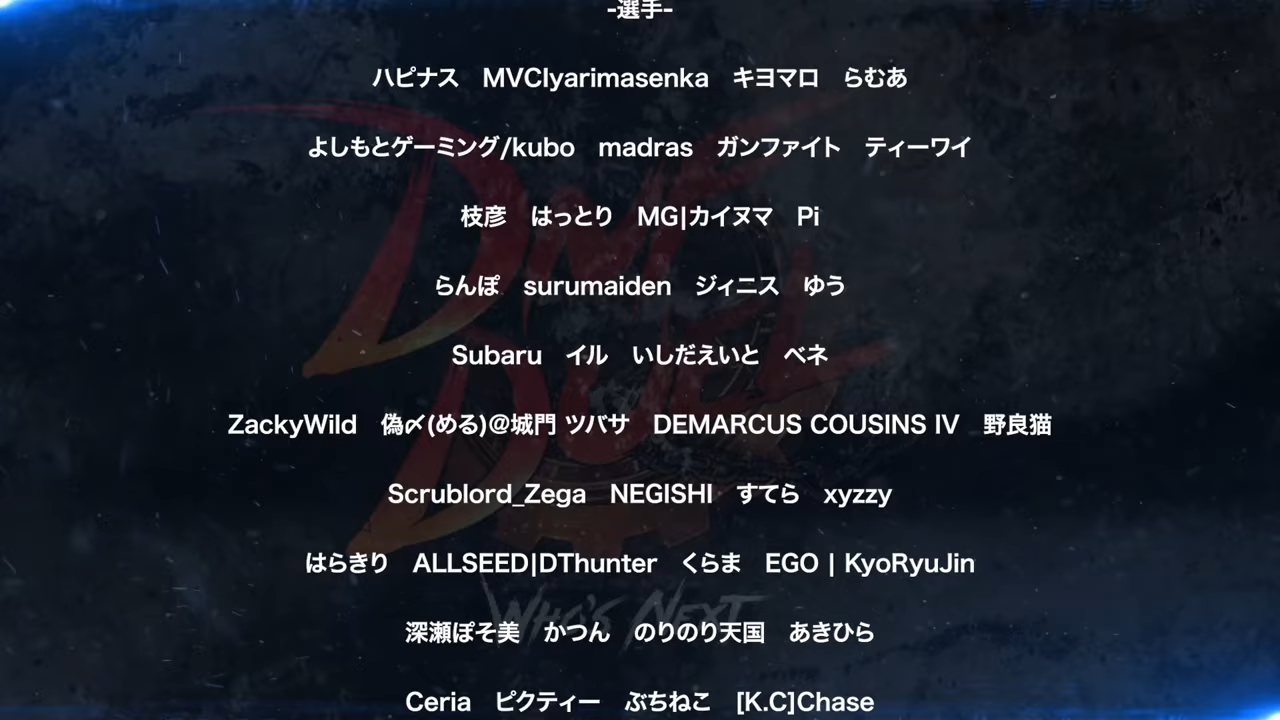 -選手-
ハピナス　MVCIyarimasenka　キヨマロ　らむあ
よしもとゲーミング/kubo　madras　ガンファイト　ティーワイ
枝彦　はっとり　MG|カイヌマ　Pi
らんぽ　surumaiden　ジィニス　ゆう
Subaru　イル　いしだえいと　ベネ
ZackyWild　偽〆(める)@城門 ツバサ　DEMARCUS COUSINS IV　野良猫
Scrublord_Zega　NEGISHI　すてら　xyzzy
はらきり　ALLSEED|DThunter　くらま　EGO | KyoRyuJin
深瀬ぽそ美　かつん　のりのり天国　あきひら
Ceria　ピクティー　ぶちねこ　[K.C]Chase
DUEL
WHO'S NEXT